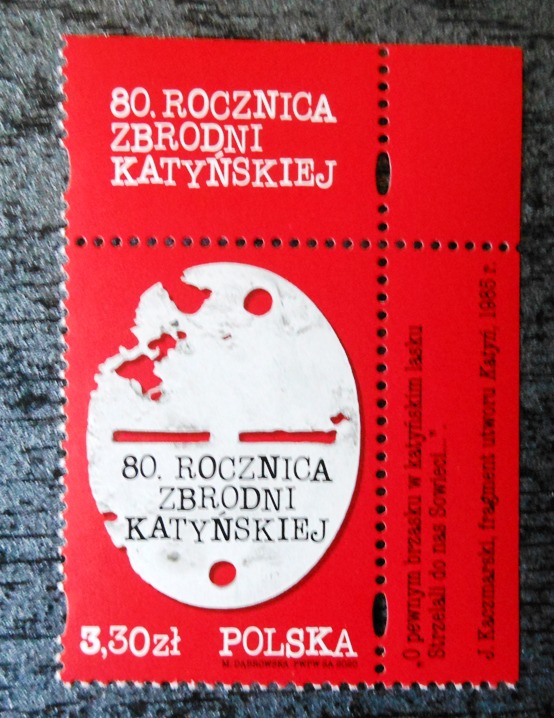 80. ROCZNICA
ZBRODNI
KATYŃSKIEJ
80. ROCZNICA
ZBRODNI
KATYŃSKIEJ
3,30zł POLSKA
M. DĄBROWSKA PWPW SA 2020
„O pewnym brzasku w katyńskim lasku
Strzelali do nas Sowieci..."
J. Kaczmarski, fragment utworu Katyń, 1985 r.